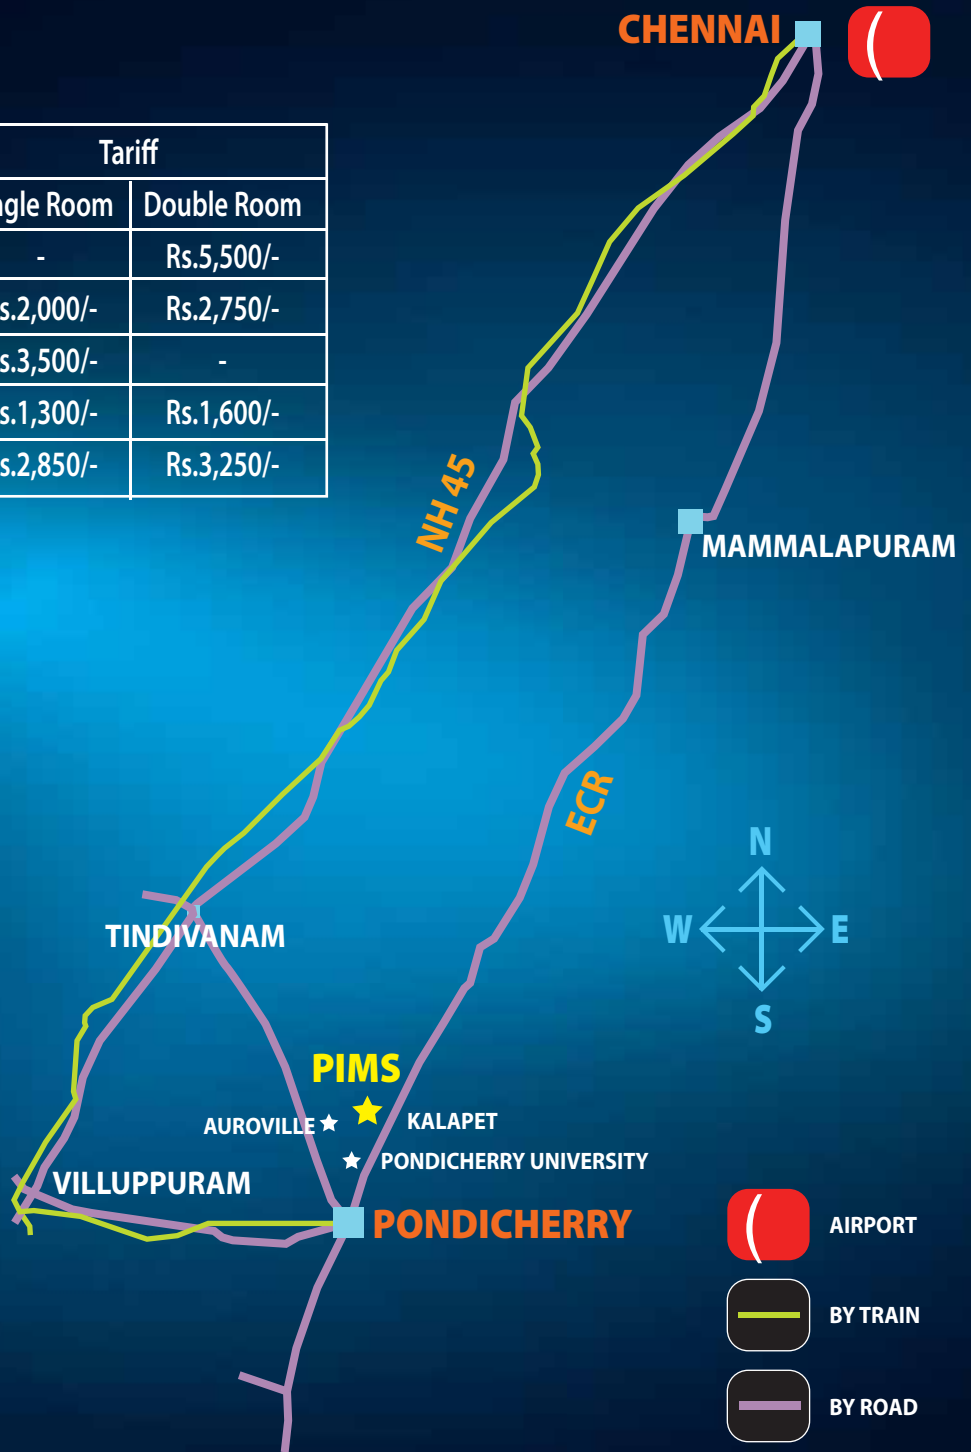 CHENNAI
Tariff
ngle Room Double Room
- Rs.5,500/-
s.2,000/- Rs.2,750/-
s.3,500/- -
s.1,300/- Rs.1,600/-
s.2,850/- Rs.3,250/-
NH 45
MAMMALAPURAM
ECR
N
W E
S
TINDIVANAM
PIMS
AUROVILLE KALAPET
PONDICHERRY UNIVERSITY
VILLUPPURAM
PONDICHERRY
AIRPORT
BY TRAIN
BY ROAD